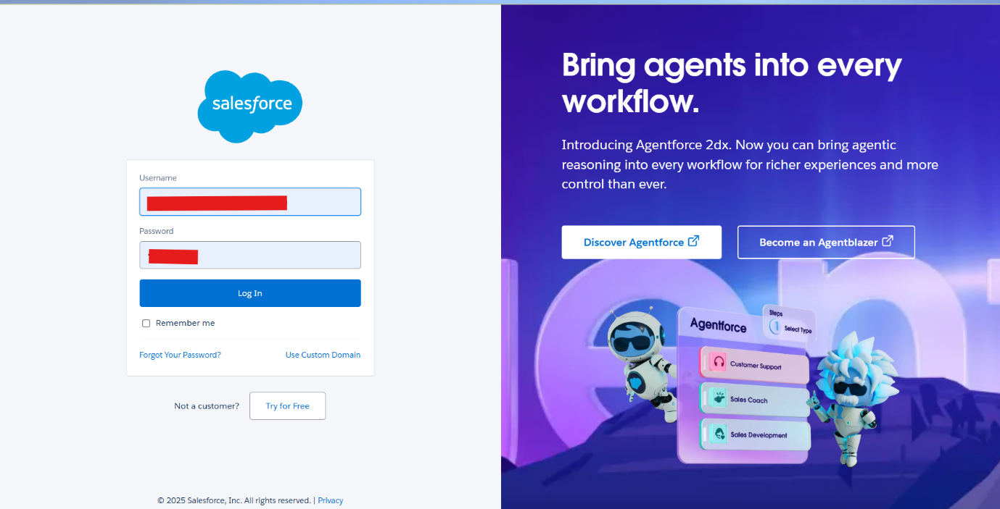 salesforce
Username
Password
Log In
Remember me
Forgot Your Password?
Use Custom Domain
Not a customer?
Try for Free
© 2025 Salesforce, Inc. All rights reserved. | Privacy
Bring agents into every
workflow.
Introducing Agentforce 2dx. Now you can bring agentic
reasoning into every workflow for richer experiences and more
control than ever.
Discover Agentforce
Become an Agentblazer
Agentforce
Steps
1 Select Type
Customer Support
Sales Coach
Sales Development